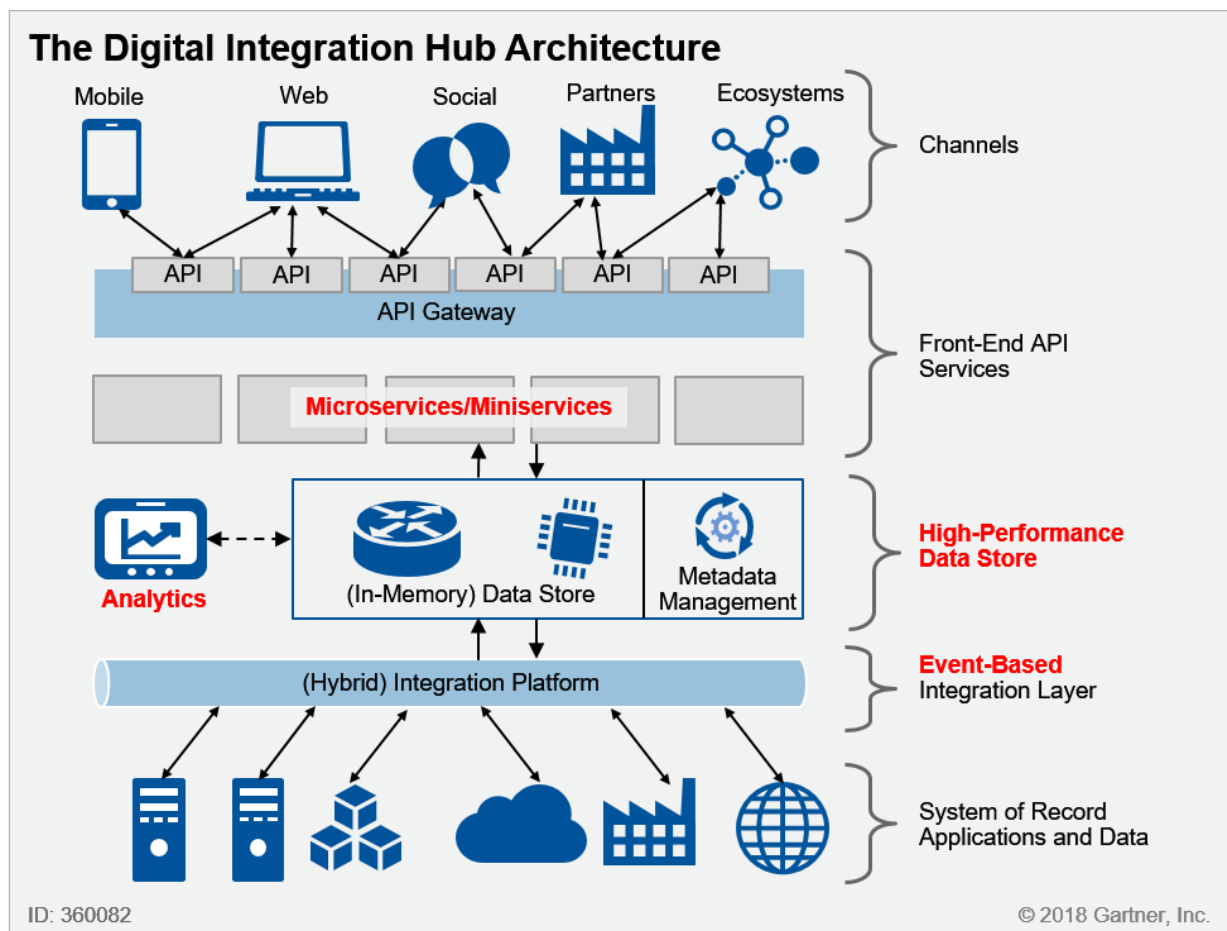 The Digital Integration Hub Architecture
Mobile
Web
Social
Partners
Ecosystems
Channels
API
API
API
API
API
API
API Gateway
Front-End API
Services
Microservices/Miniservices
Analytics
(In-Memory) Data Store
Metadata
Management
High-Performance
Data Store
(Hybrid) Integration Platform
Event-Based
Integration Layer
System of Record
Applications and Data
ID: 360082
© 2018 Gartner, Inc.